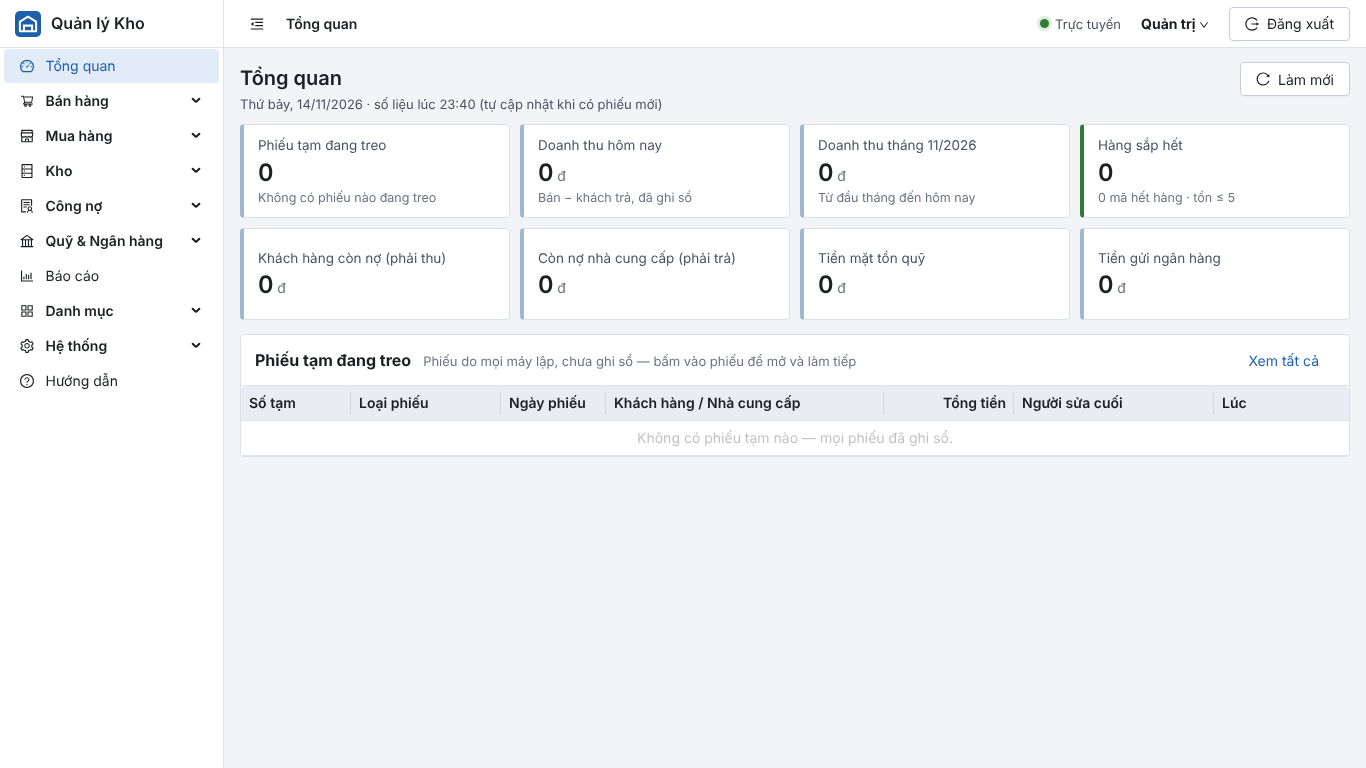 Quản lý Kho
Tổng quan
Trực tuyến
Quản trị
Đăng xuất
Tổng quan
Bán hàng
Mua hàng
Kho
Công nợ
Quỹ & Ngân hàng
Báo cáo
Danh mục
Hệ thống
Hướng dẫn
Tổng quan
Làm mới
Thứ bảy, 14/11/2026 · số liệu lúc 23:40 (tự cập nhật khi có phiếu mới)
Phiếu tạm đang treo
0
Không có phiếu nào đang treo
Doanh thu hôm nay
0 đ
Bán − khách trả, đã ghi sổ
Doanh thu tháng 11/2026
0 đ
Từ đầu tháng đến hôm nay
Hàng sắp hết
0
0 mã hết hàng · tồn ≤ 5
Khách hàng còn nợ (phải thu)
0 đ
Còn nợ nhà cung cấp (phải trả)
0 đ
Tiền mặt tồn quỹ
0 đ
Tiền gửi ngân hàng
0 đ
Phiếu tạm đang treo Phiếu do mọi máy lập, chưa ghi sổ — bấm vào phiếu để mở và làm tiếp Xem tất cả
Số tạm Loại phiếu Ngày phiếu Khách hàng / Nhà cung cấp Tổng tiền Người sửa cuối Lúc
Không có phiếu tạm nào — mọi phiếu đã ghi sổ.